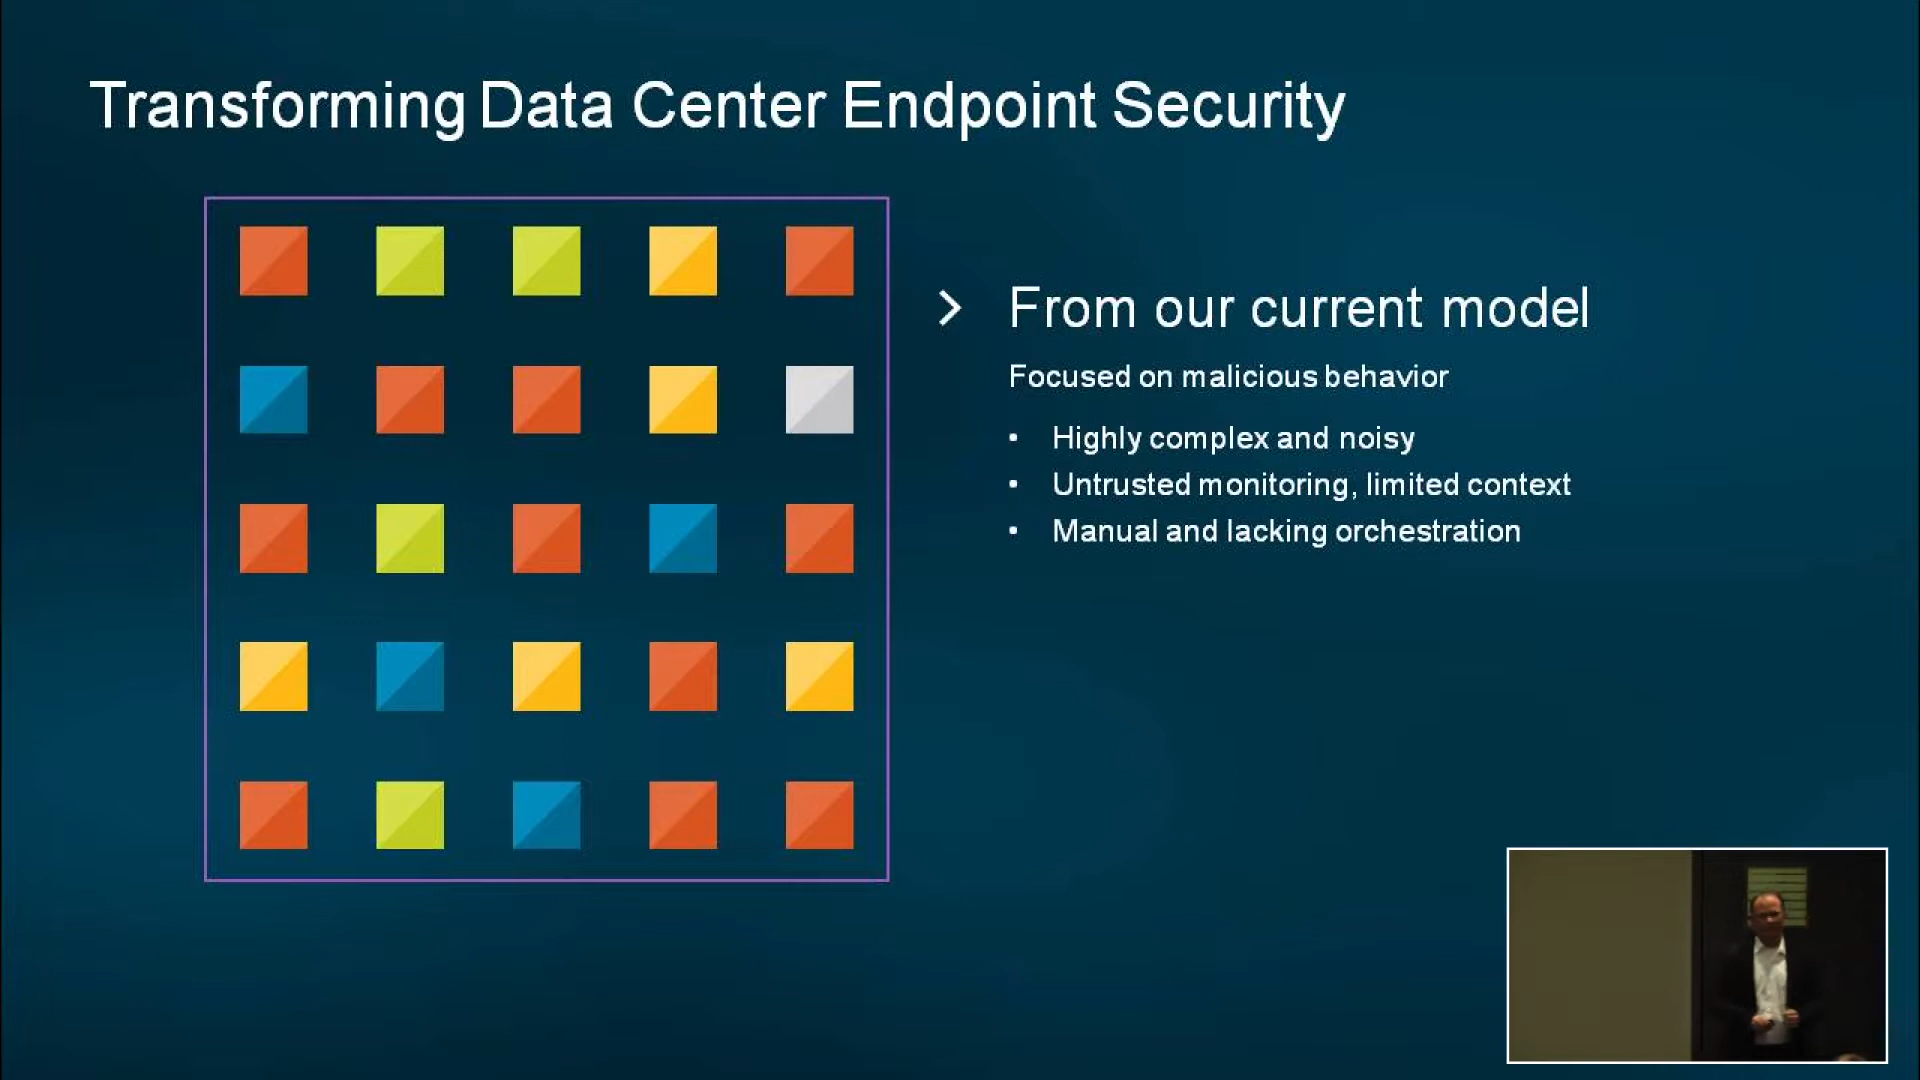 Transforming Data Center Endpoint Security
From our current model
Focused on malicious behavior
• Highly complex and noisy
• Untrusted monitoring, limited context
• Manual and lacking orchestration